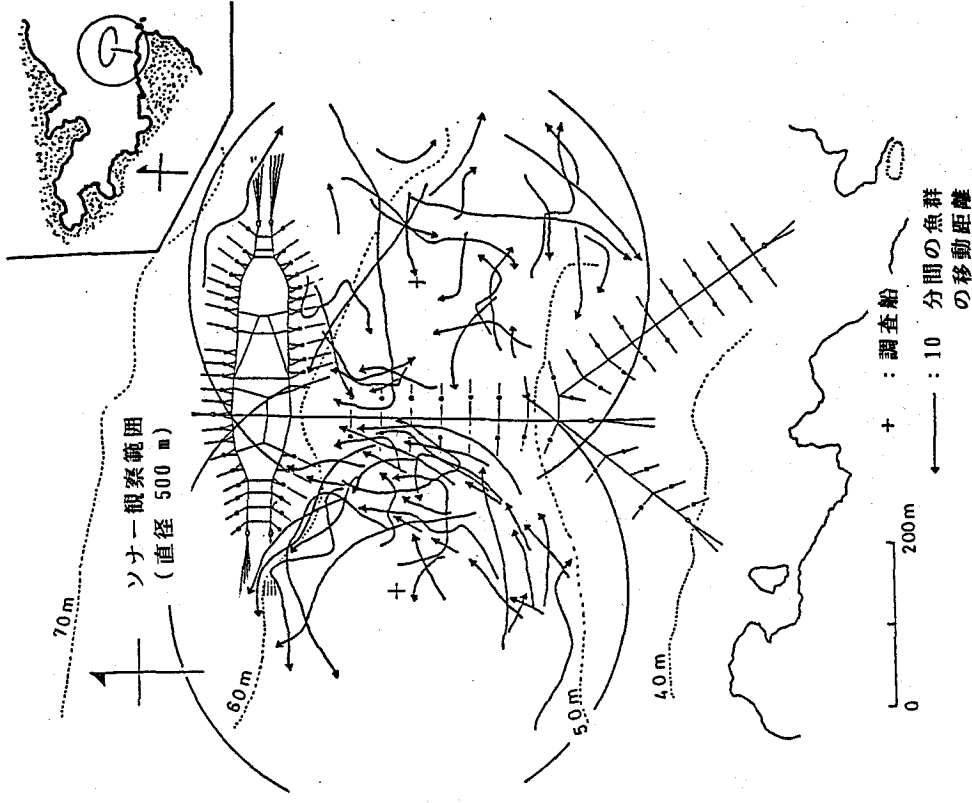 ソナー観察範囲
(直径 500 m)
70m
60m
50m
40m
0
200m
+ : 調査船
← : 10 分間の魚群
の移動距離